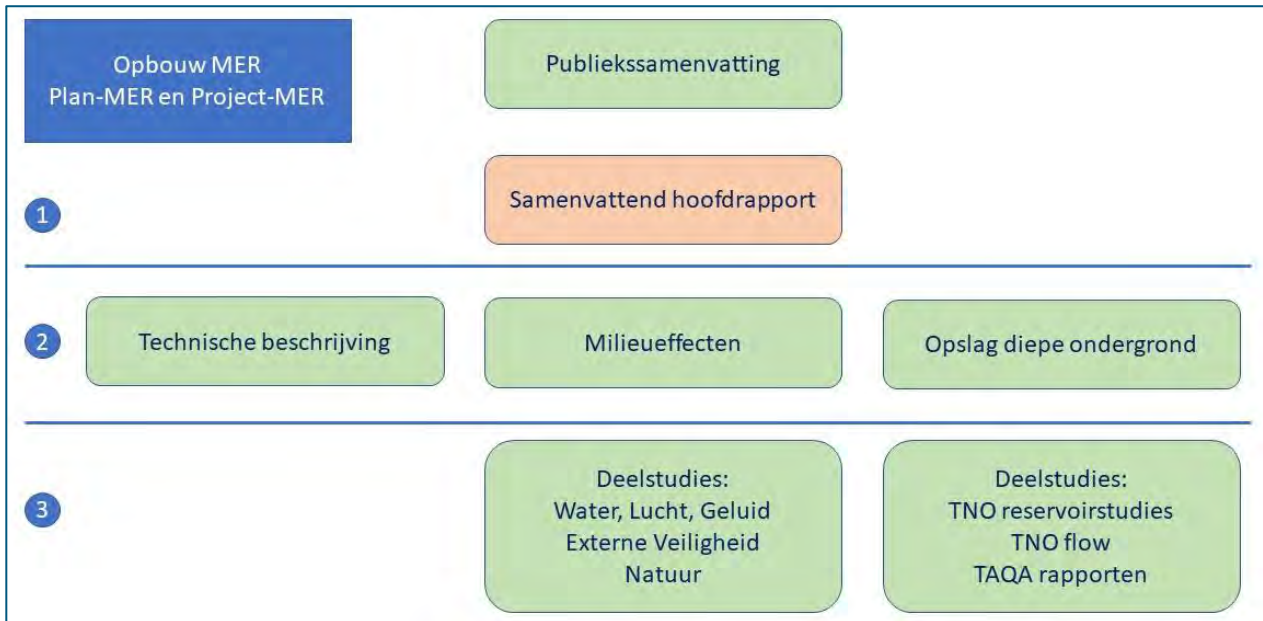 Opbouw MER
Plan-MER en Project-MER
Publiekssamenvatting
1
Samenvattend hoofdrapport
2
Technische beschrijving
Milieueffecten
Opslag diepe ondergrond
3
Deelstudies:
Water, Lucht, Geluid
Externe Veiligheid
Natuur
Deelstudies:
TNO reservoirstudies
TNO flow
TAQA rapporten